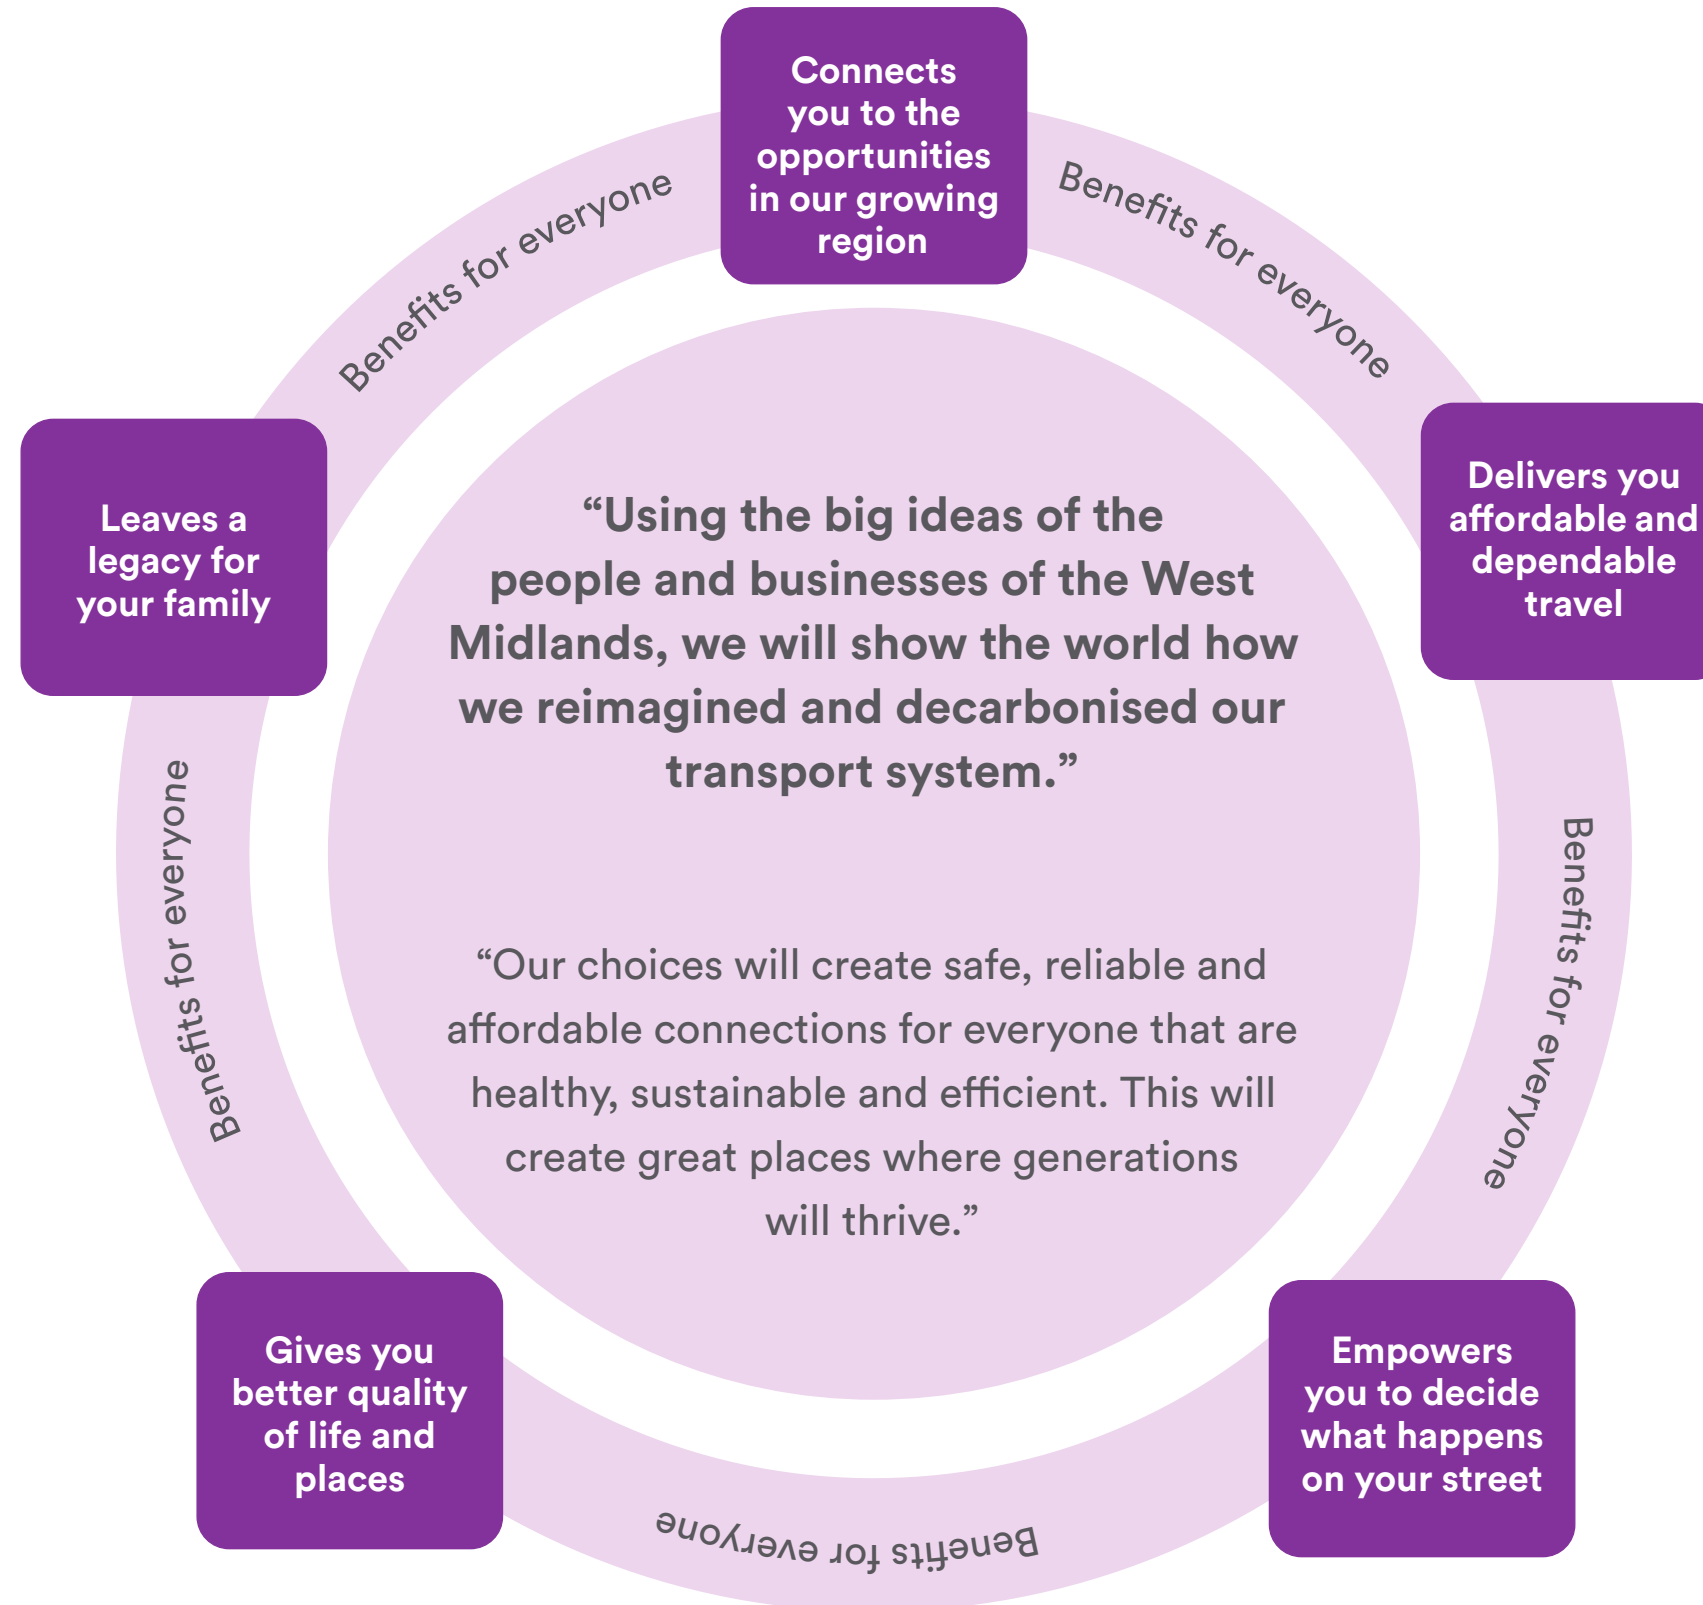 Connects
you to the
opportunities
in our growing
region
Benefits for everyone
Benefits for everyone
Delivers you
affordable and
dependable
travel
Leaves a
legacy for
your family
“Using the big ideas of the
people and businesses of the West
Midlands, we will show the world how
we reimagined and decarbonised our
transport system.”
Benefits for everyone
Benefits for everyone
“Our choices will create safe, reliable and
affordable connections for everyone that are
healthy, sustainable and efficient. This will
create great places where generations
will thrive.”
Gives you
better quality
of life and
places
Empowers
you to decide
what happens
on your street
Benefits for everyone